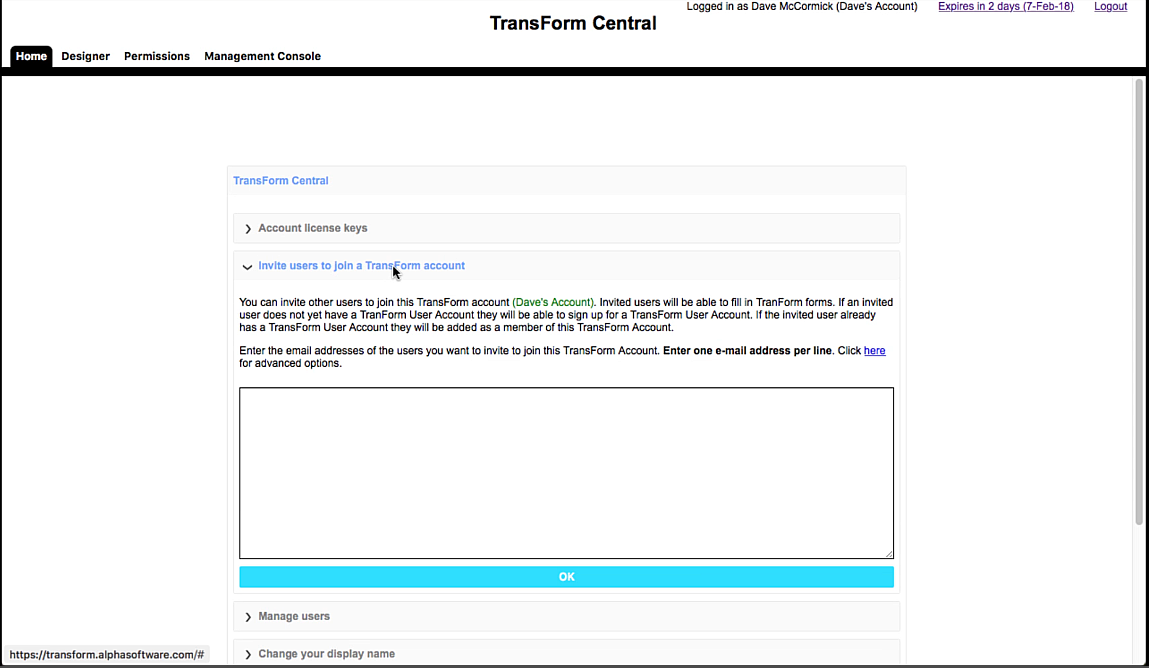 Logged in as Dave McCormick (Dave's Account) Expires in 2 days (7-Feb-18) Logout
TransForm Central
Home Designer Permissions Management Console
TransForm Central
Account license keys
Invite users to join a TransForm account
You can invite other users to join this TransForm account (Dave's Account). Invited users will be able to fill in TranForm forms. If an invited
user does not yet have a TranForm User Account they will be able to sign up for a TransForm User Account. If the invited user already
has a TransForm User Account they will be added as a member of this TransForm Account.
Enter the email addresses of the users you want to invite to join this TransForm Account. Enter one e-mail address per line. Click here
for advanced options.
OK
Manage users
Change your display name
https://transform.alphasoftware.com/#